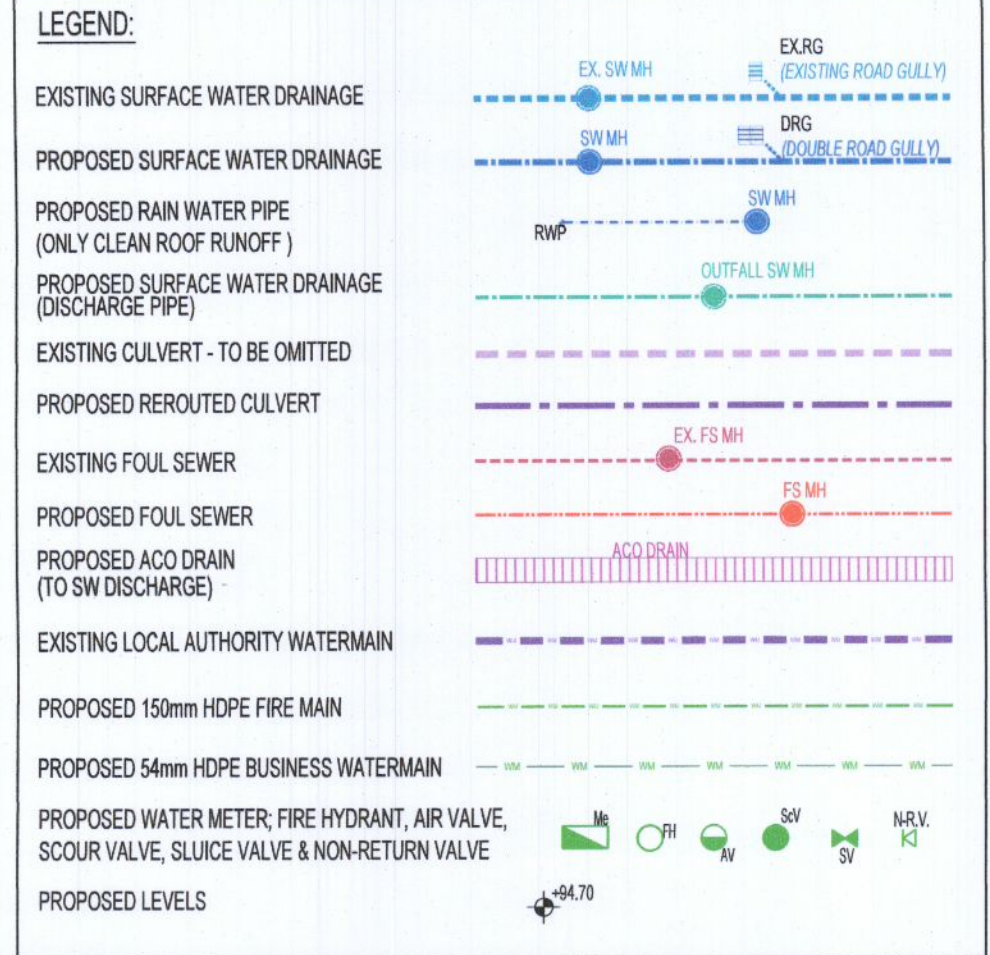 LEGEND:
EXISTING SURFACE WATER DRAINAGE
EX. SW MH
EX.RG
(EXISTING ROAD GULLY)
PROPOSED SURFACE WATER DRAINAGE
SW MH
DRG
(DOUBLE ROAD GULLY)
PROPOSED RAIN WATER PIPE
(ONLY CLEAN ROOF RUNOFF )
RWP
SW MH
PROPOSED SURFACE WATER DRAINAGE
(DISCHARGE PIPE)
OUTFALL SW MH
EXISTING CULVERT - TO BE OMITTED
PROPOSED REROUTED CULVERT
EXISTING FOUL SEWER
EX. FS MH
PROPOSED FOUL SEWER
FS MH
PROPOSED ACO DRAIN
(TO SW DISCHARGE)
ACO DRAIN
EXISTING LOCAL AUTHORITY WATERMAIN
PROPOSED 150mm HDPE FIRE MAIN
PROPOSED 54mm HDPE BUSINESS WATERMAIN
WM WM WM WM WM WM WM
PROPOSED WATER METER; FIRE HYDRANT, AIR VALVE,
SCOUR VALVE, SLUICE VALVE & NON-RETURN VALVE
Me FH AV ScV SV N-R.V.
PROPOSED LEVELS
+94.70